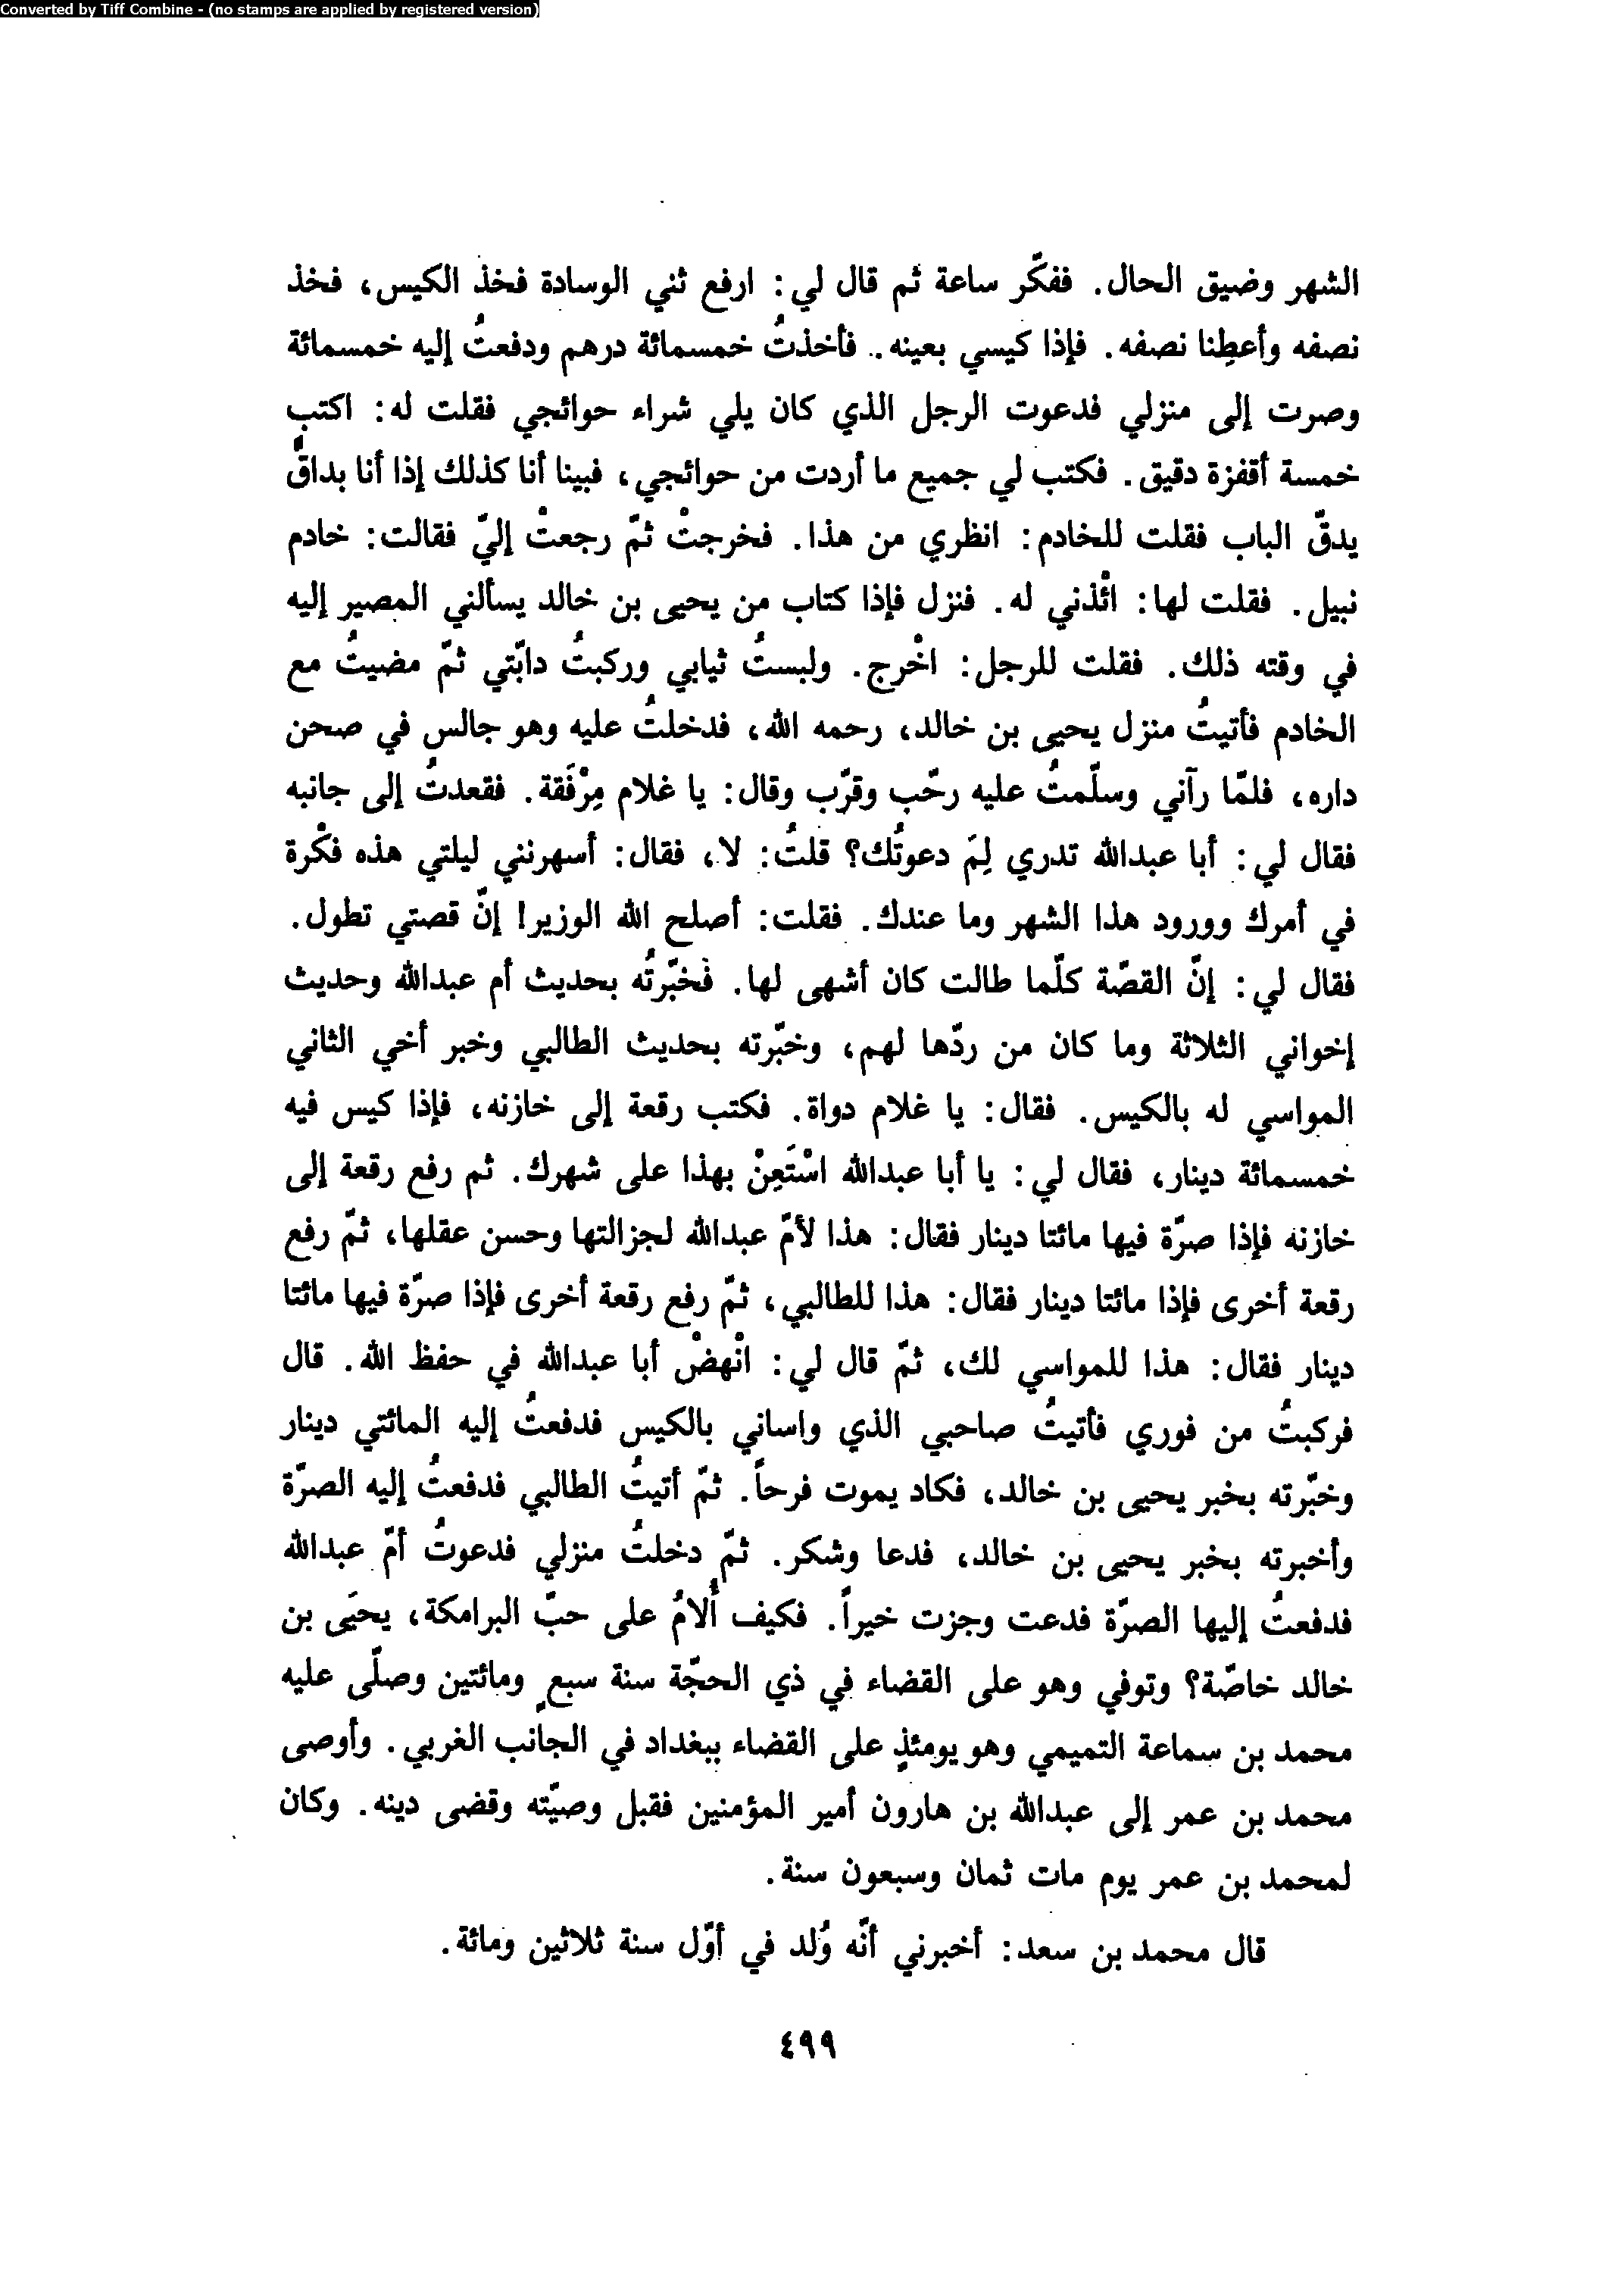 Converted by Tiff Combine - (no stamps are applied by registered version)
الشهر وضيق الحال. ففكّر ساعة ثم قال لي: ارفع ثني الوسادة فخذ الكيس، فخذ
نصفه وأعطِنا نصفه. فإذا كيسي بعينه.. فأخذتُ خمسمائة درهم ودفعتُ إليه خمسمائة
وصرت إلى منزلي فدعوت الرجل الذي كان يلي شراء حوائجي فقلت له: اكتب
خمسة أقفزة دقيق. فكتب لي جميع ما أردت من حوائجي، فبينا أنا كذلك إذا أنا بداقٍّ
يدقّ الباب فقلت للخادم: انظري من هذا. فخرجتْ ثمّ رجعتْ إليّ فقالت: خادم
نبيل. فقلت لها: ائْذني له. فنزل فإذا كتاب من يحيى بن خالد يسألني المصير إليه
في وقته ذلك. فقلت للرجل: اخْرج. ولبستُ ثيابي وركبتُ دابّتي ثمّ مضيتُ مع
الخادم فأتيتُ منزل يحيى بن خالد، رحمه الله، فدخلتُ عليه وهو جالس في صحن
داره، فلمّا رآني وسلّمتُ عليه رحّب وقرّب وقال: يا غلام مِرْفَقة. فقعدتُ إلى جانبه
فقال لي: أبا عبدالله تدري لِمَ دعوتُك؟ قلتُ: لا، فقال: أسهرنني ليلتي هذه فكْرة
في أمرك وورود هذا الشهر وما عندك. فقلت: أصلح الله الوزير! إنّ قصتي تطول.
فقال لي: إنّ القصّة كلّما طالت كان أشهى لها. فخبّرتُه بحديث أم عبدالله وحديث
إخواني الثلاثة وما كان من ردّها لهم، وخبّرته بحديث الطالبي وخبر أخي الثاني
المواسي له بالكيس. فقال: يا غلام دواة. فكتب رقعة إلى خازنه، فإذا كيس فيه
خمسمائة دينار، فقال لي: يا أبا عبدالله اسْتَعِنْ بهذا على شهرك. ثم رفع رقعة إلى
خازنه فإذا صرّة فيها مائتا دينار فقال: هذا لأمّ عبدالله لجزالتها وحسن عقلها، ثمّ رفع
رقعة أخرى فإذا مائتا دينار فقال: هذا للطالبي، ثمّ رفع رقعة أخرى فإذا صرّة فيها مائتا
دينار فقال: هذا للمواسي لك، ثمّ قال لي: انْهضْ أبا عبدالله في حفظ الله. قال
فركبتُ من فوري فأتيتُ صاحبي الذي واساني بالكيس فدفعتُ إليه المائتي دينار
وخبّرته بخبر يحيى بن خالد، فكاد يموت فرحاً. ثمّ أتيتُ الطالبي فدفعتُ إليه الصرّة
وأخبرته بخبر يحيى بن خالد، فدعا وشكر. ثمّ دخلتُ منزلي فدعوتُ أمّ عبدالله
فدفعتُ إليها الصرّة فدعت وجزت خيراً. فكيف أُلامُ على حبّ البرامكة، يحيَى بن
خالد خاصّة؟ وتوفي وهو على القضاء في ذي الحجّة سنة سبعٍ ومائتين وصلّى عليه
محمد بن سماعة التميمي وهو يومئذٍ على القضاء ببغداد في الجانب الغربي. وأوصى
محمد بن عمر إلى عبدالله بن هارون أمير المؤمنين فقبل وصيّته وقضى دينه. وكان
لمحمد بن عمر يوم مات ثمان وسبعون سنة.
قال محمد بن سعد: أخبرني أنّه وُلد في أوّل سنة ثلاثين ومائة.
٤٩٩